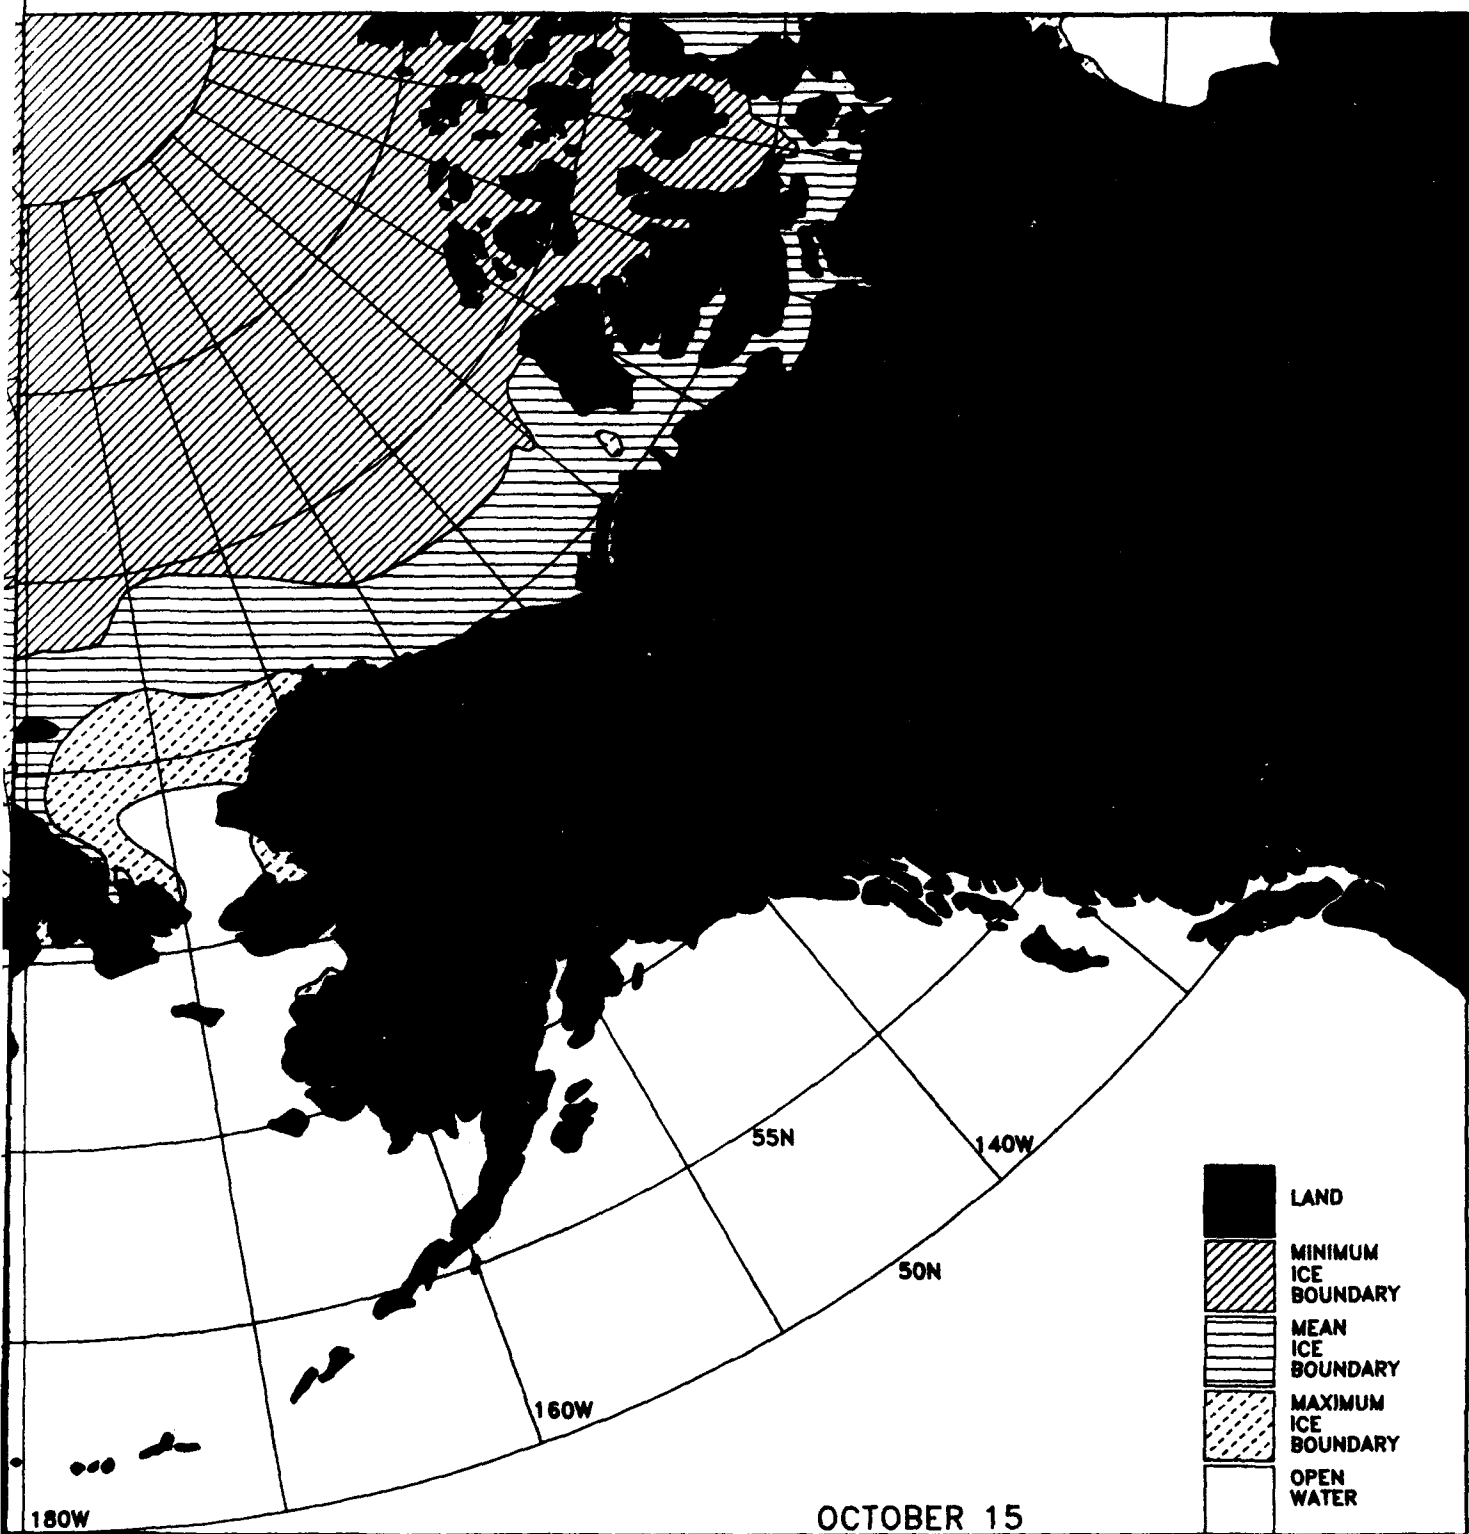 55N
140W
50N
160W
180W
OCTOBER 15
LAND
MINIMUM
ICE
BOUNDARY
MEAN
ICE
BOUNDARY
MAXIMUM
ICE
BOUNDARY
OPEN
WATER